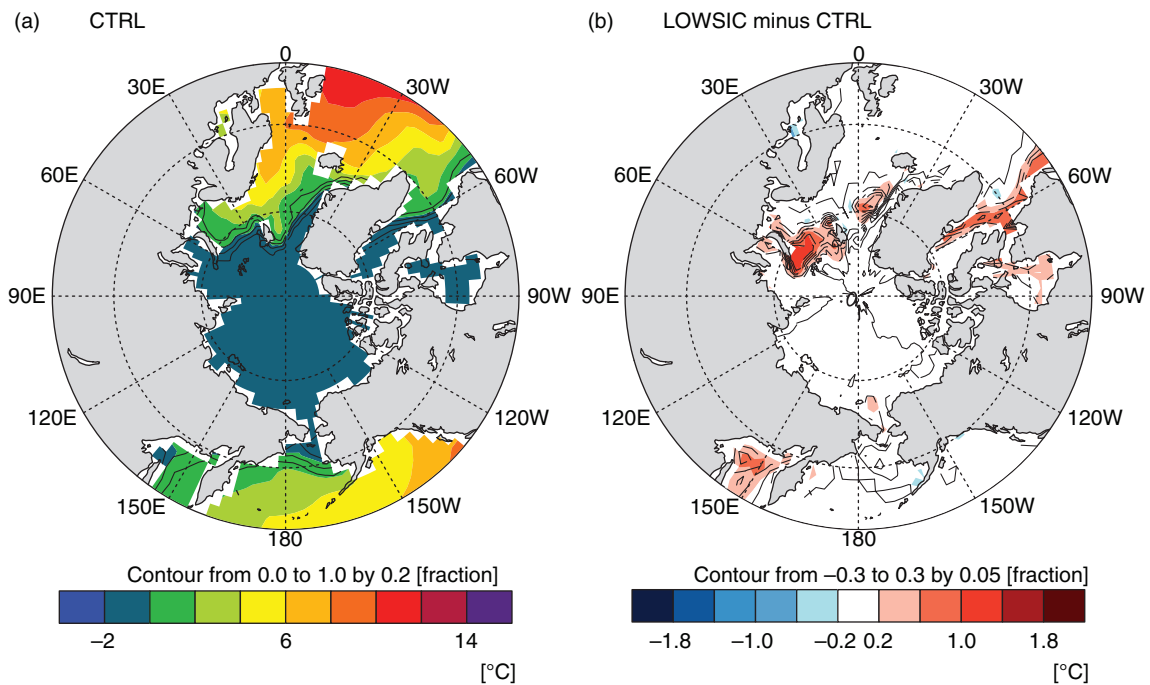 (a) CTRL
(b) LOWSIC minus CTRL
0
30E 30W
60E 60W
90E 90W
120E 120W
150E 150W
180
0
30E 30W
60E 60W
90E 90W
120E 120W
150E 150W
180
Contour from 0.0 to 1.0 by 0.2 [fraction]
−2 6 14
[°C]
Contour from −0.3 to 0.3 by 0.05 [fraction]
−1.8 −1.0 −0.2 0.2 1.0 1.8
[°C]